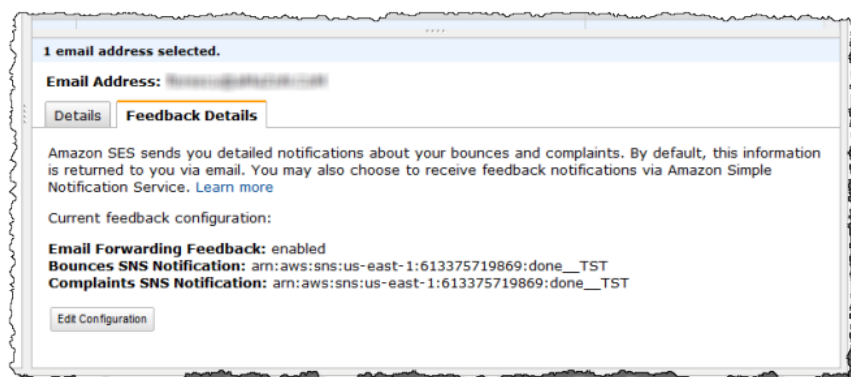 1 email address selected.
Email Address:
Details Feedback Details
Amazon SES sends you detailed notifications about your bounces and complaints. By default, this information
is returned to you via email. You may also choose to receive feedback notifications via Amazon Simple
Notification Service. Learn more
Current feedback configuration:
Email Forwarding Feedback: enabled
Bounces SNS Notification: arn:aws:sns:us-east-1:613375719869:done__TST
Complaints SNS Notification: arn:aws:sns:us-east-1:613375719869:done__TST
Edit Configuration